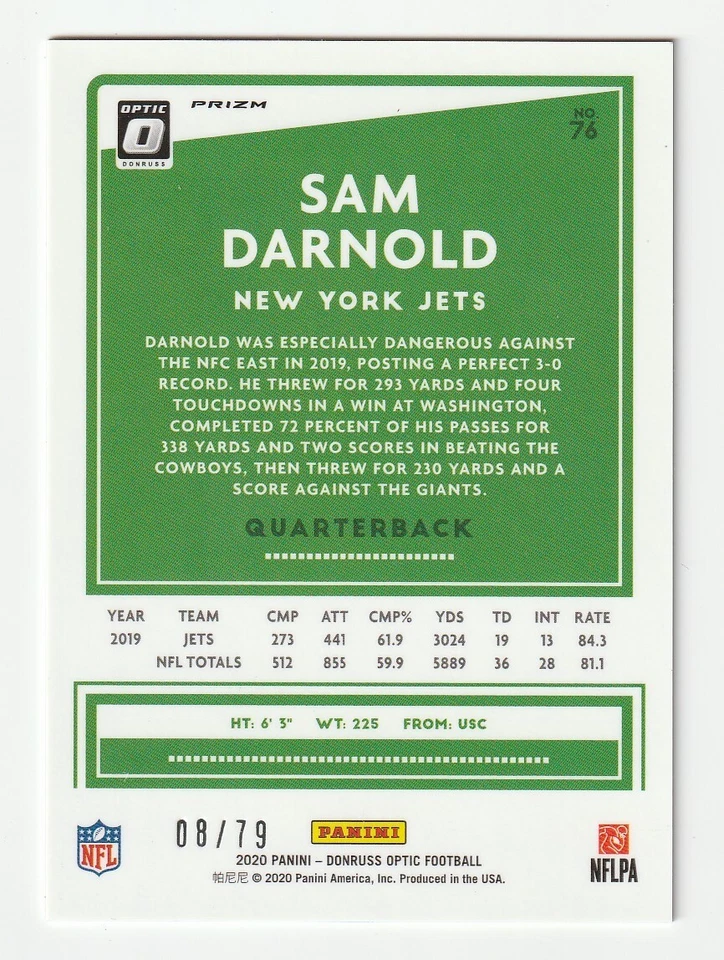 OPTIC
O
DONRUSS
PRIZM
NO.
76
SAM
DARNOLD
NEW YORK JETS
DARNOLD WAS ESPECIALLY DANGEROUS AGAINST
THE NFC EAST IN 2019, POSTING A PERFECT 3-0
RECORD. HE THREW FOR 293 YARDS AND FOUR
TOUCHDOWNS IN A WIN AT WASHINGTON,
COMPLETED 72 PERCENT OF HIS PASSES FOR
338 YARDS AND TWO SCORES IN BEATING THE
COWBOYS, THEN THREW FOR 230 YARDS AND A
SCORE AGAINST THE GIANTS.
QUARTERBACK
YEAR TEAM CMP ATT CMP% YDS TD INT RATE
2019 JETS 273 441 61.9 3024 19 13 84.3
NFL TOTALS 512 855 59.9 5889 36 28 81.1
HT: 6' 3" WT: 225 FROM: USC
NFL
08/79
PANINI
2020 PANINI – DONRUSS OPTIC FOOTBALL
帕尼尼 © 2020 Panini America, Inc. Produced in the USA.
NFLPA